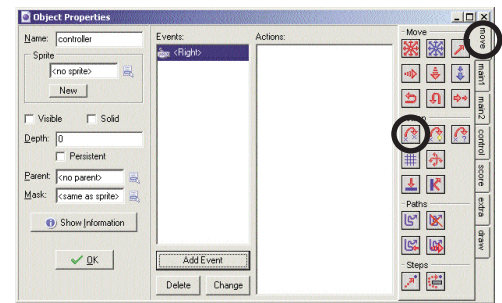 Object Properties
Name: controller
Sprite
<no sprite>
New
Visible
Solid
Depth: 0
Persistent
Parent: <no parent>
Mask: <same as sprite>
Show Information
OK
Events:
<Right>
Add Event
Delete
Change
Actions:
Move
Paths
Steps
move
main1
main2
control
score
extra
draw